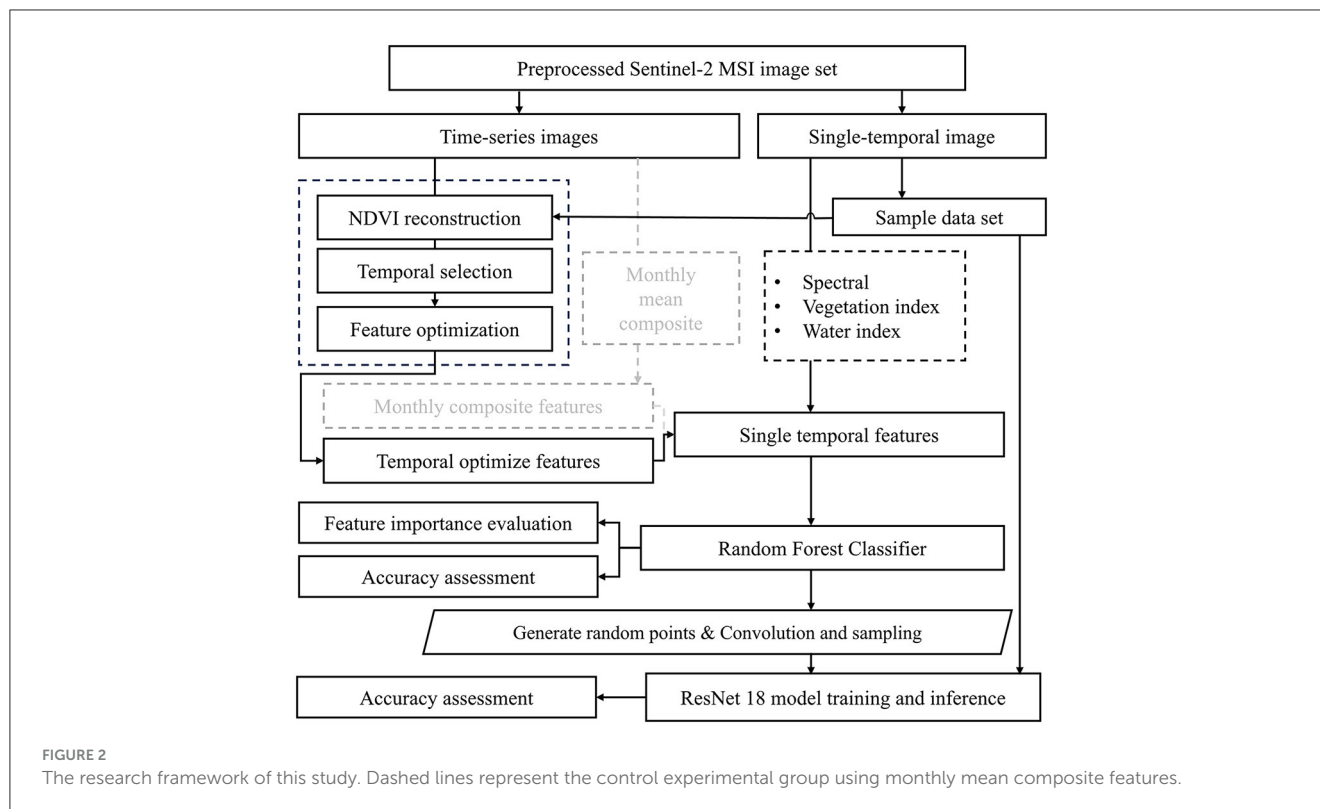 Preprocessed Sentinel-2 MSI image set
Time-series images
Single-temporal image
NDVI reconstruction
Sample data set
Temporal selection
Feature optimization
Monthly
mean
composite
• Spectral
• Vegetation index
• Water index
Monthly composite features
Temporal optimize features
Single temporal features
Feature importance evaluation
Accuracy assessment
Random Forest Classifier
Generate random points & Convolution and sampling
Accuracy assessment
ResNet 18 model training and inference
FIGURE 2
The research framework of this study. Dashed lines represent the control experimental group using monthly mean composite features.